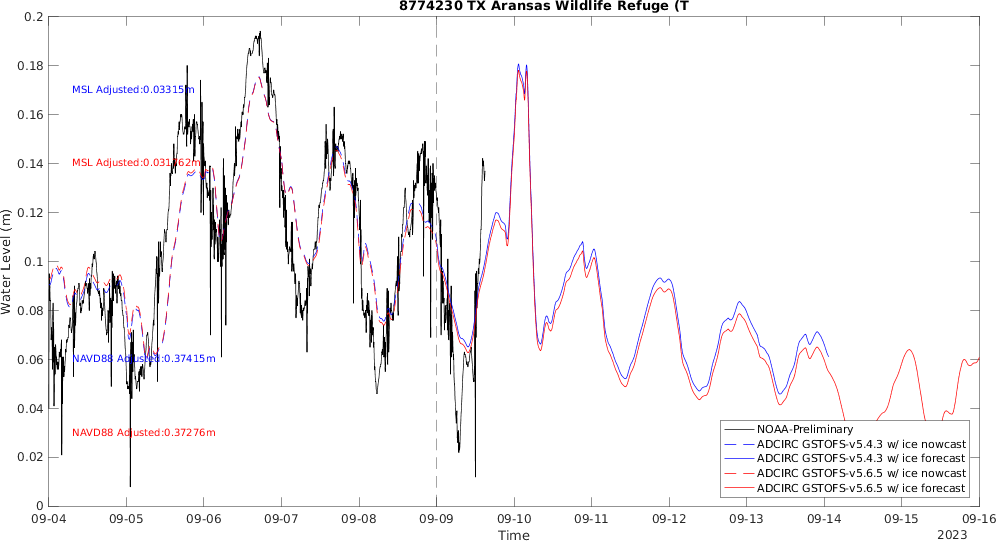 8774230 TX Aransas Wildlife Refuge (T
0.2
0.18
0.16
0.14
0.12
0.1
0.08
0.06
0.04
0.02
0
Water Level (m)
MSL Adjusted:0.03315m
MSL Adjusted:0.031762m
NAVD88 Adjusted:0.37415m
NAVD88 Adjusted:0.37276m
NOAA-Preliminary
ADCIRC GSTOFS-v5.4.3 w/ ice nowcast
ADCIRC GSTOFS-v5.4.3 w/ ice forecast
ADCIRC GSTOFS-v5.6.5 w/ ice nowcast
ADCIRC GSTOFS-v5.6.5 w/ ice forecast
09-04 09-05 09-06 09-07 09-08 09-09 09-10 09-11 09-12 09-13 09-14 09-15 09-16
Time
2023